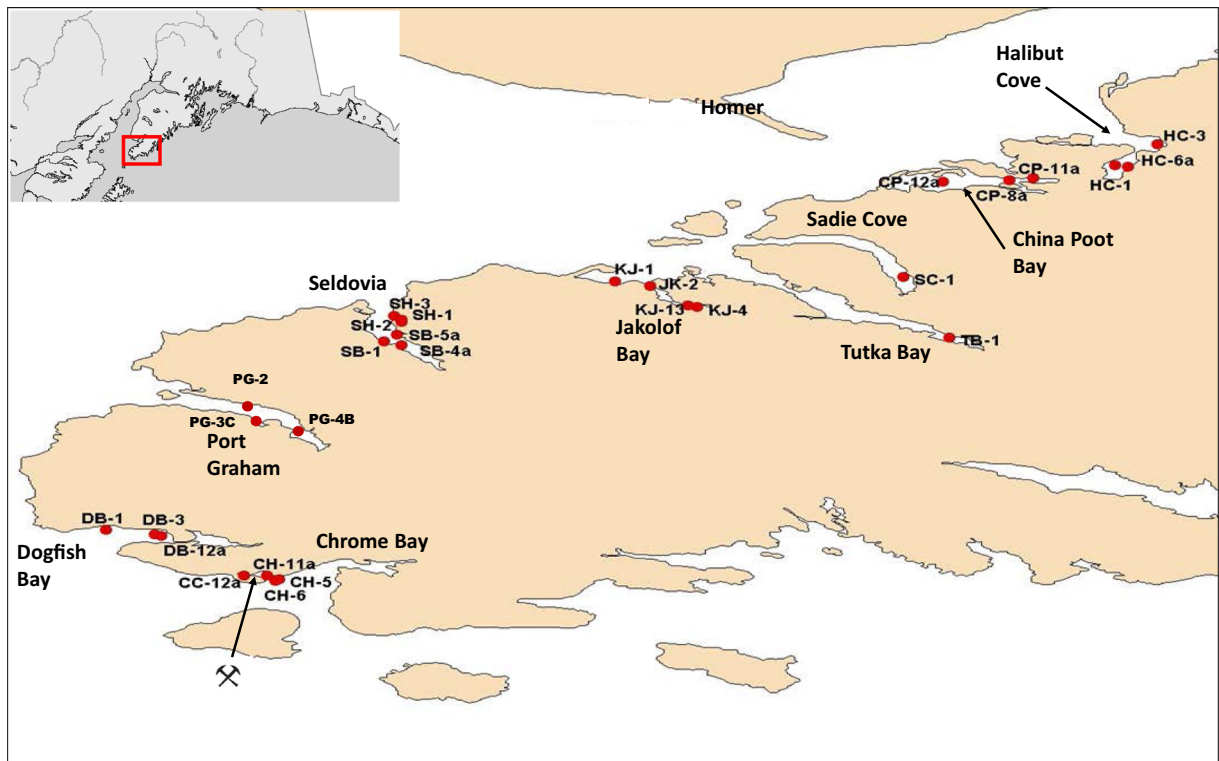 Halibut
Cove
Homer
HC-3
HC-6a
HC-1
CP-11a
CP-12a
CP-8a
Sadie Cove
China Poot
Bay
SC-1
KJ-1
JK-2
KJ-13
KJ-4
Jakolof
Bay
Seldovia
SH-3
SH-1
SH-2
SB-5a
SB-1
SB-4a
Tutka Bay
TB-1
PG-2
PG-3C
PG-4B
Port
Graham
DB-1
DB-3
DB-12a
Dogfish
Bay
Chrome Bay
CH-11a
CC-12a
CH-5
CH-6